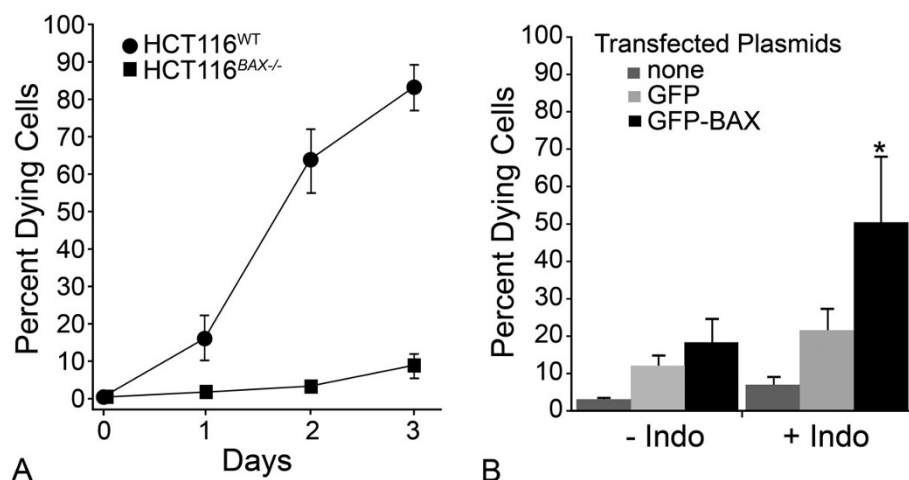 HCT116WT
HCT116BAX-/-
Percent Dying Cells
100
90
80
70
60
50
40
30
20
10
0
0 1 2 3
Days
A
Transfected Plasmids
none
GFP
GFP-BAX
*
Percent Dying Cells
100
90
80
70
60
50
40
30
20
10
0
- Indo + Indo
B